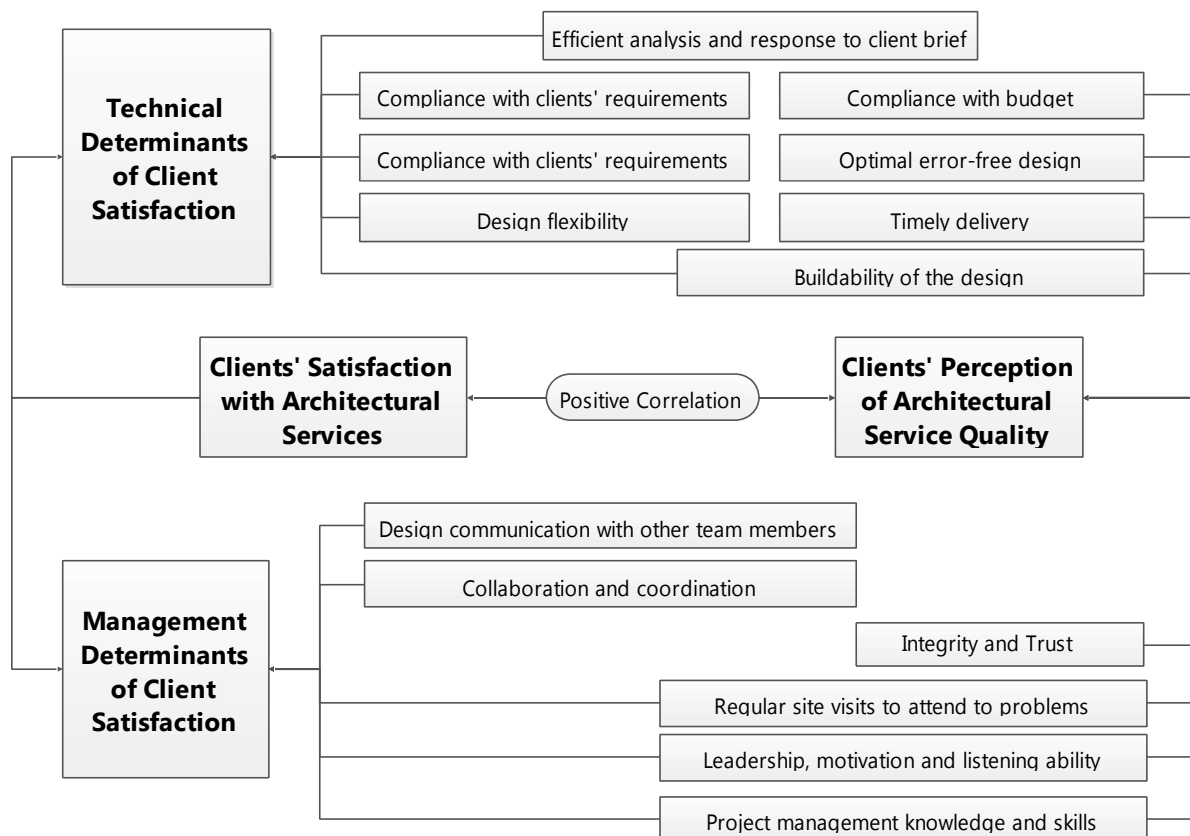 Efficient analysis and response to client brief
Technical
Determinants
of Client
Satisfaction
Compliance with clients' requirements
Compliance with budget
Compliance with clients' requirements
Optimal error-free design
Design flexibility
Timely delivery
Buildability of the design
Clients' Satisfaction
with Architectural
Services
Positive Correlation
Clients' Perception
of Architectural
Service Quality
Design communication with other team members
Collaboration and coordination
Management
Determinants
of Client
Satisfaction
Integrity and Trust
Regular site visits to attend to problems
Leadership, motivation and listening ability
Project management knowledge and skills